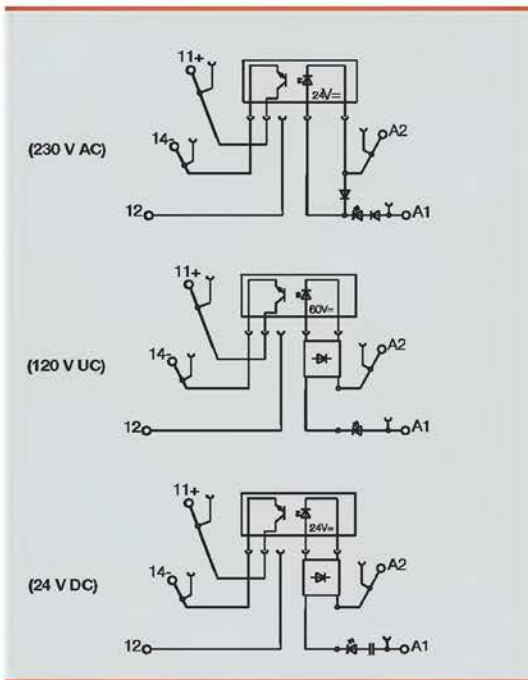 11+
24V=
14-
A2
(230 V AC)
12
A1
11+
60V=
14-
A2
(120 V UC)
12
A1
11+
24V=
14-
A2
(24 V DC)
12
A1